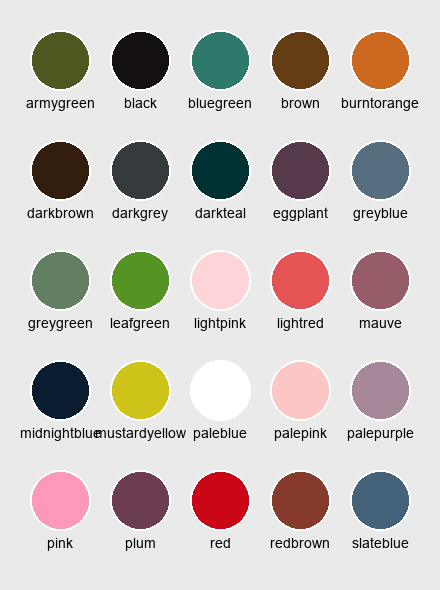 armygreen black bluegreen brown burntorange
darkbrown darkgrey darkteal eggplant greyblue
greygreen leafgreen lightpink lightred mauve
midnightblue mustardyellow paleblue palepink palepurple
pink plum red redbrown slateblue